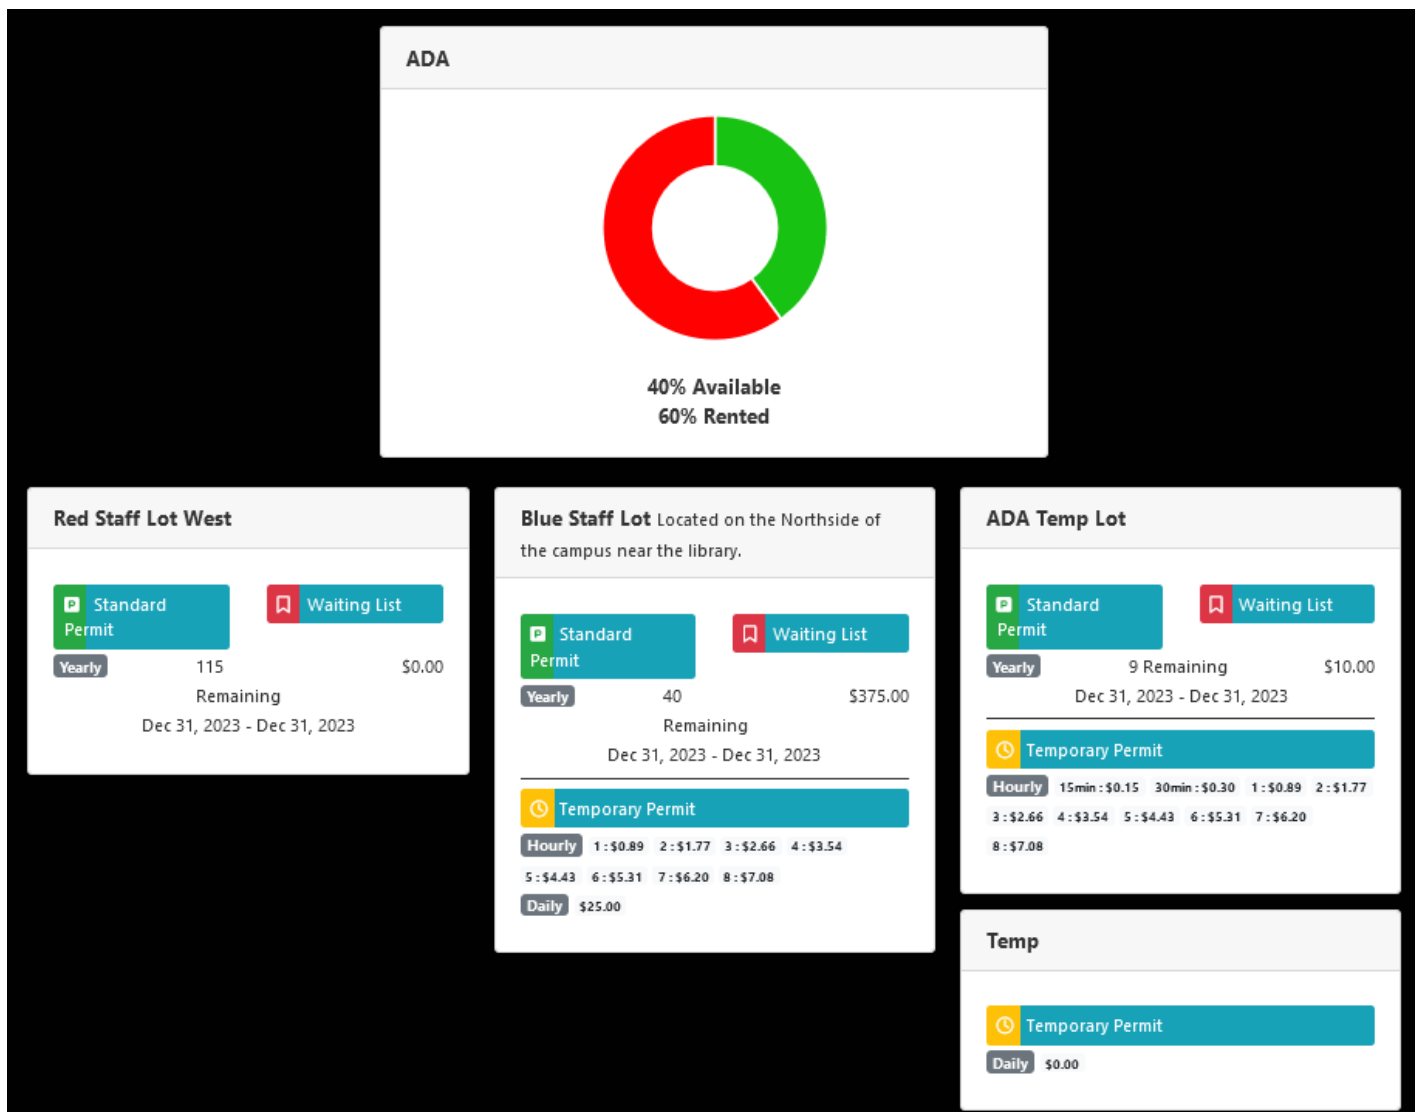 ADA
40% Available
60% Rented
Red Staff Lot West
Standard
Permit
Waiting List
Yearly 115 $0.00
Remaining
Dec 31, 2023 - Dec 31, 2023
Blue Staff Lot Located on the Northside of
the campus near the library.
Standard
Permit
Waiting List
Yearly 40 $375.00
Remaining
Dec 31, 2023 - Dec 31, 2023
Temporary Permit
Hourly 1 : $0.89 2 : $1.77 3 : $2.66 4 : $3.54
5 : $4.43 6 : $5.31 7 : $6.20 8 : $7.08
Daily $25.00
ADA Temp Lot
Standard
Permit
Waiting List
Yearly 9 Remaining $10.00
Dec 31, 2023 - Dec 31, 2023
Temporary Permit
Hourly 15min : $0.15 30min : $0.30 1 : $0.89 2 : $1.77
3 : $2.66 4 : $3.54 5 : $4.43 6 : $5.31 7 : $6.20
8 : $7.08
Temp
Temporary Permit
Daily $0.00